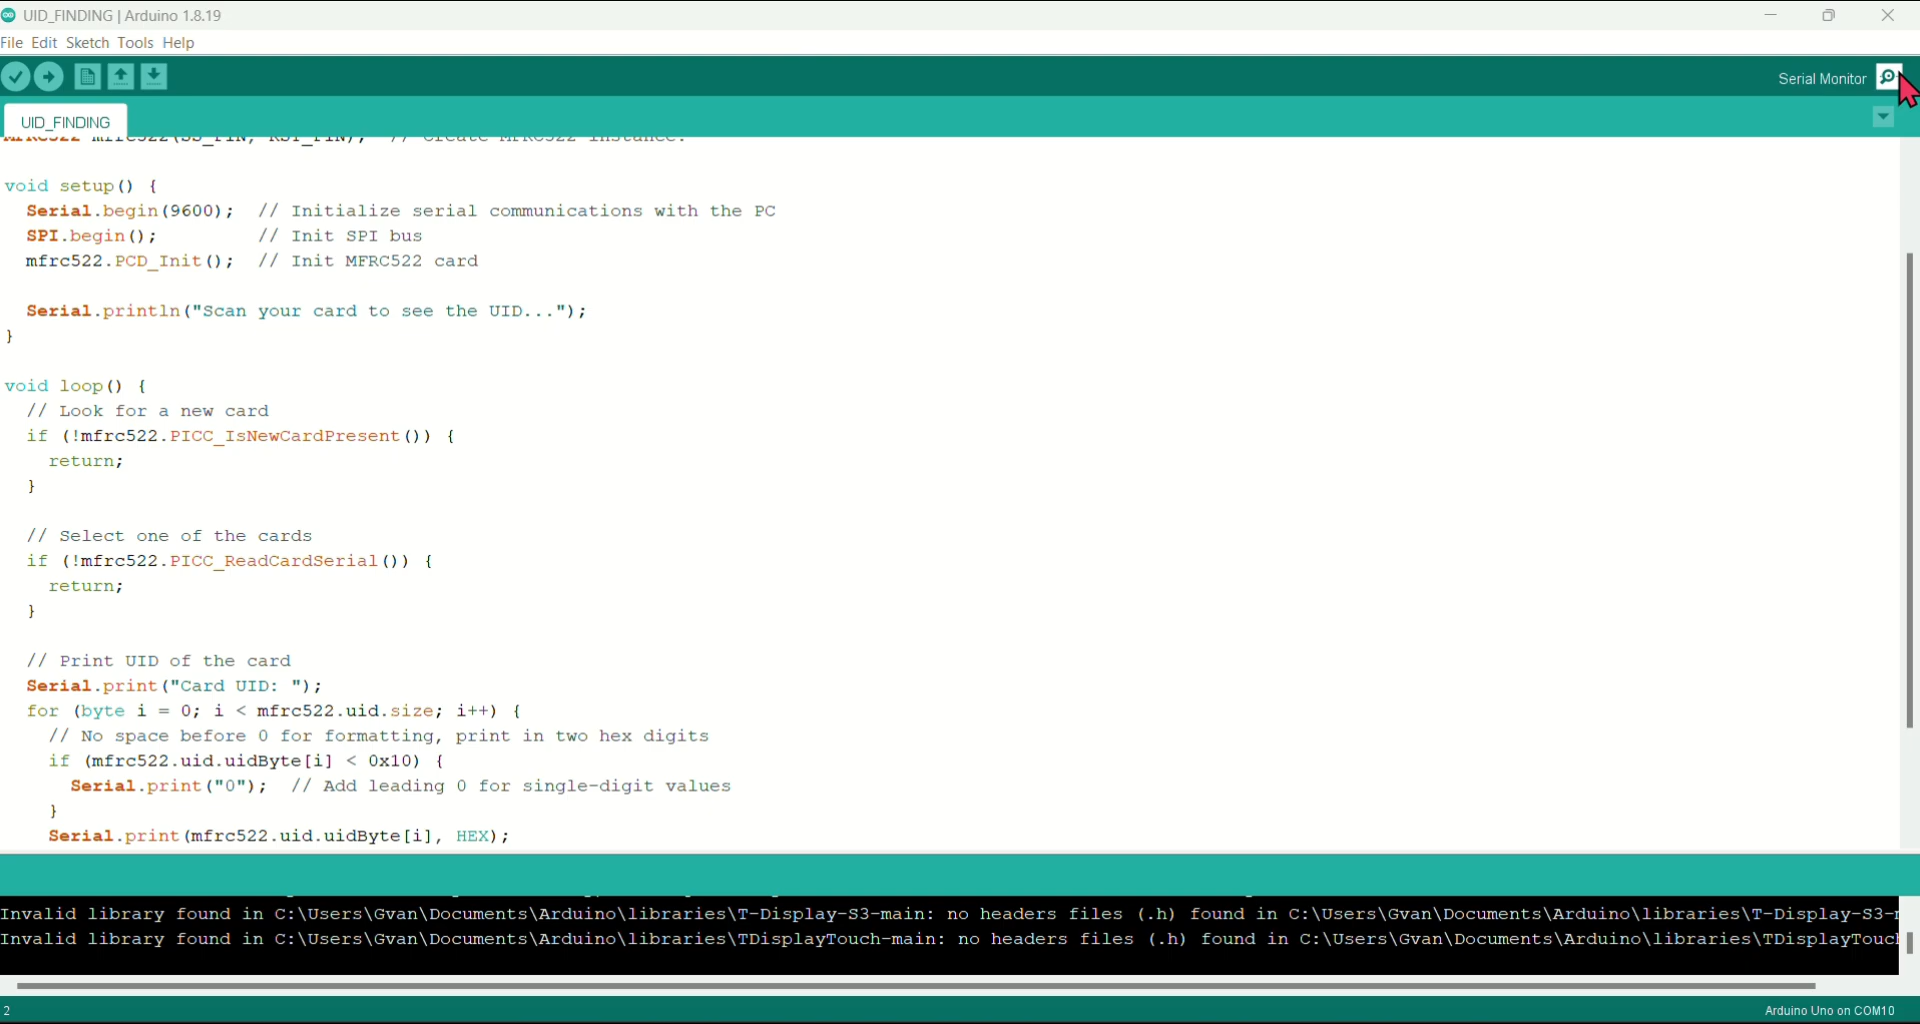 UID_FINDING | Arduino 1.8.19
File Edit Sketch Tools Help
Serial Monitor
UID_FINDING
void setup() {
Serial.begin(9600); // Initialize serial communications with the PC
SPI.begin(); // Init SPI bus
mfrc522.PCD_Init(); // Init MFRC522 card
Serial.println("Scan your card to see the UID...");
}
void loop() {
// Look for a new card
if (!mfrc522.PICC_IsNewCardPresent()) {
return;
}
// Select one of the cards
if (!mfrc522.PICC_ReadCardSerial()) {
return;
}
// Print UID of the card
Serial.print("Card UID: ");
for (byte i = 0; i < mfrc522.uid.size; i++) {
// No space before 0 for formatting, print in two hex digits
if (mfrc522.uid.uidByte[i] < 0x10) {
Serial.print("0"); // Add leading 0 for single-digit values
}
Serial.print(mfrc522.uid.uidByte[i], HEX);
Invalid library found in C:\Users\Gvan\Documents\Arduino\libraries\T-Display-S3-main: no headers files (.h) found in C:\Users\Gvan\Documents\Arduino\libraries\T-Display-S3-
Invalid library found in C:\Users\Gvan\Documents\Arduino\libraries\TDisplayTouch-main: no headers files (.h) found in C:\Users\Gvan\Documents\Arduino\libraries\TDisplayTouc
2
Arduino Uno on COM10